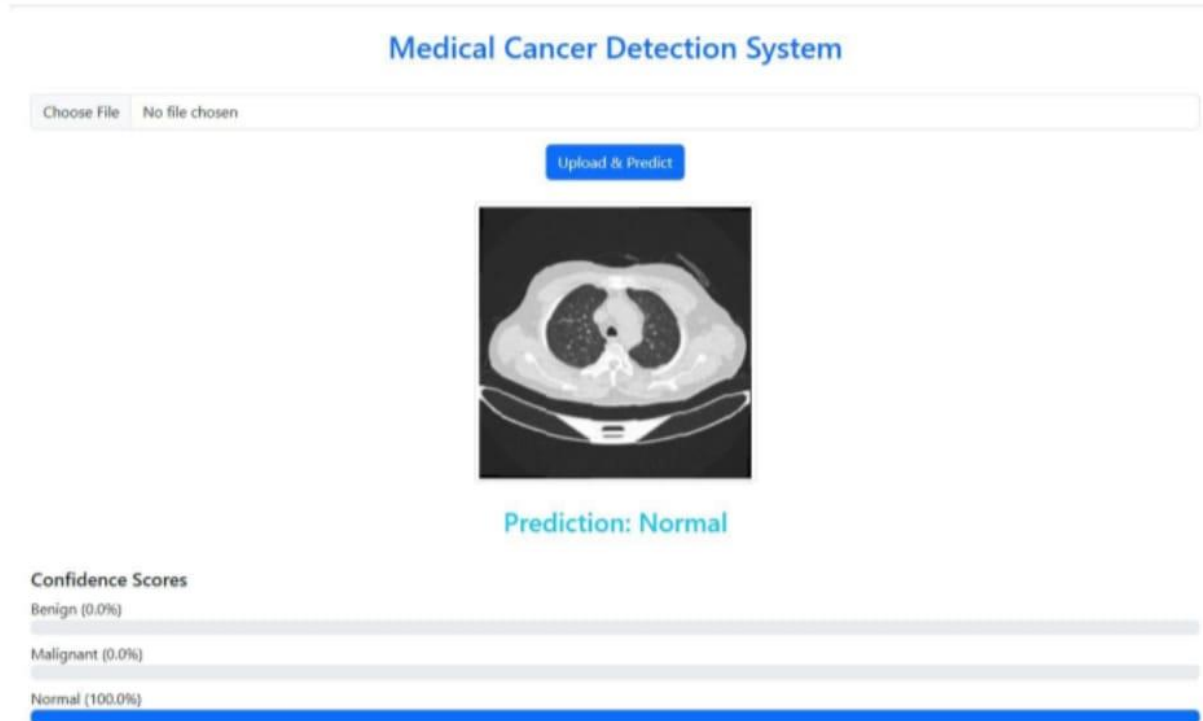 Medical Cancer Detection System
Choose File No file chosen
Upload & Predict
Prediction: Normal
Confidence Scores
Benign (0.0%)
Malignant (0.0%)
Normal (100.0%)